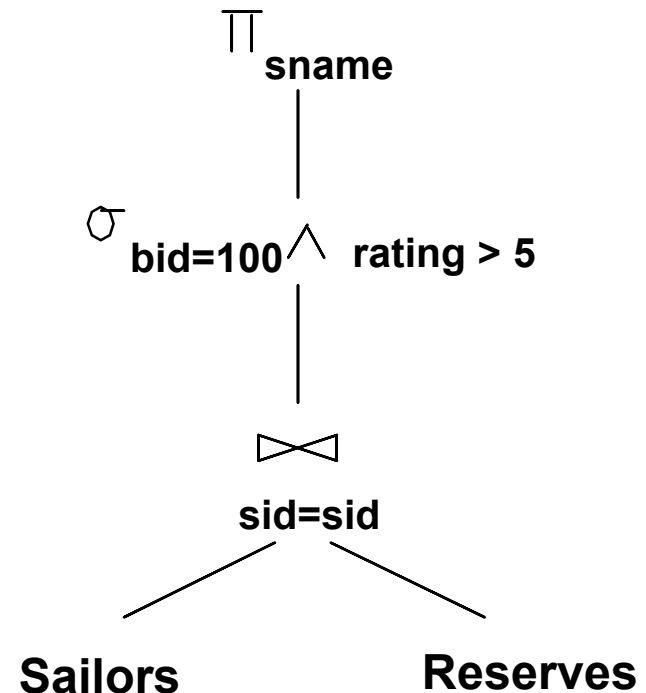 ∏ sname
σ bid=100 ∧ rating > 5
⋈
sid=sid
Sailors Reserves